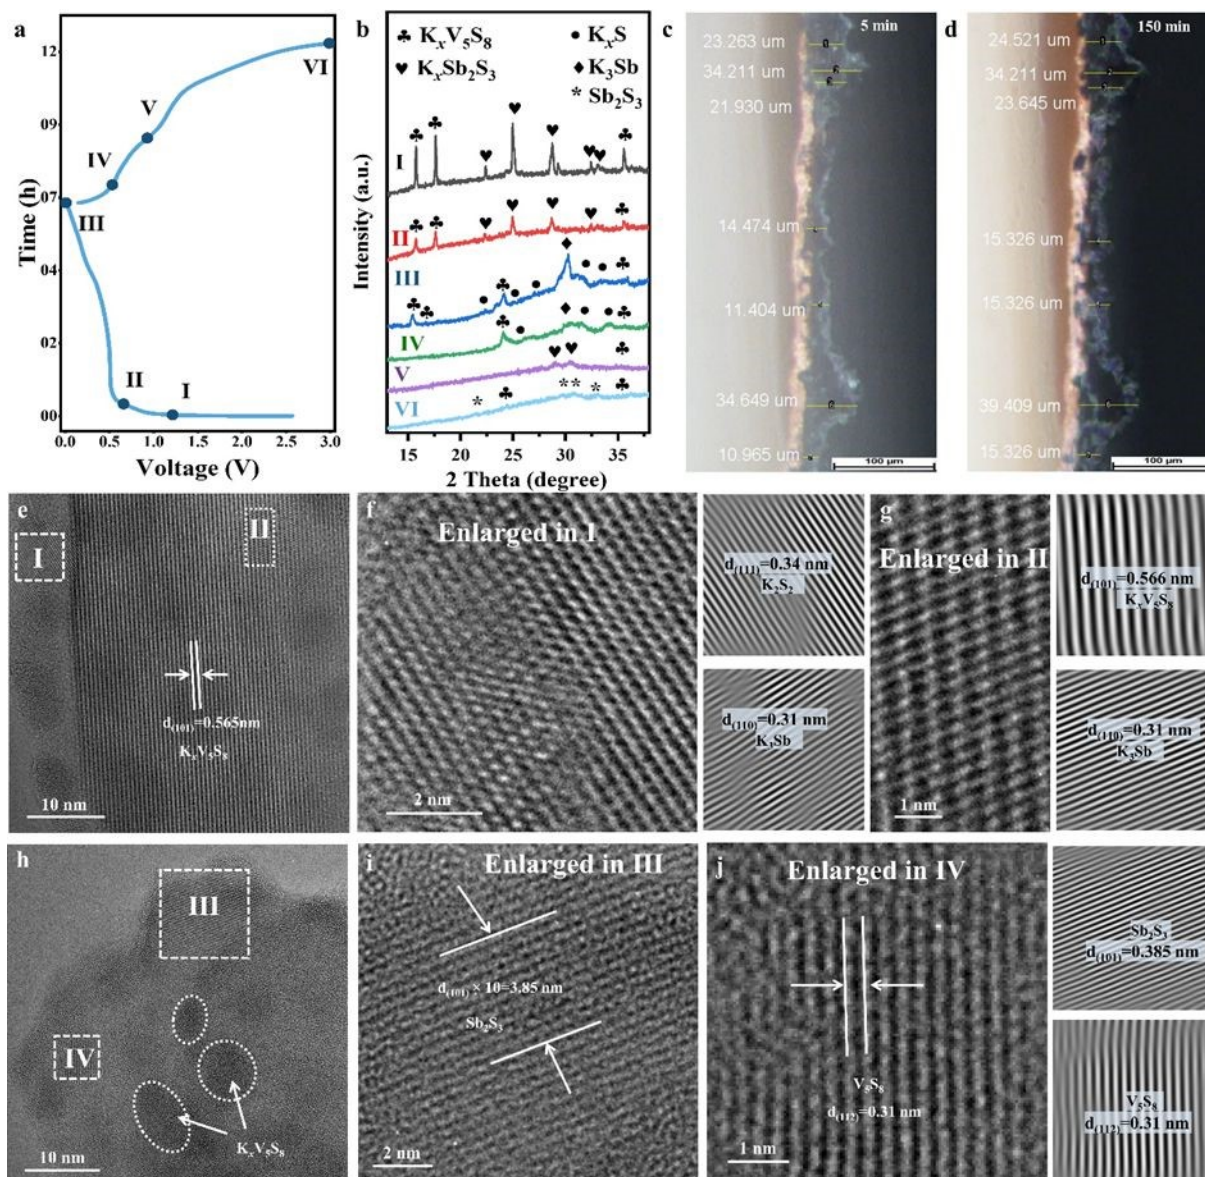 a
Time (h)
12
09
07
04
02
00
VI
V
IV
III
II
I
0.0 1.0 1.5 2.0 2.5 3.0
Voltage (V)
b
♣ KₓV₅S₈ ● KₓS
♥ KₓSb₂S₃ ♦ K₃Sb
* Sb₂S₃
Intensity (a.u.)
I
II
III
IV
V
VI
15 20 25 30 35
2 Theta (degree)
c 5 min
23.263 um
34.211 um
21.930 um
14.474 um
11.404 um
34.649 um
10.965 um
100 μm
d 150 min
24.521 um
34.211 um
23.645 um
15.326 um
15.326 um
39.409 um
15.326 um
100 μm
e
I
II
d₍₁₀₁₎=0.565nm
KₓV₅S₈
10 nm
f
Enlarged in I
2 nm
d₍₁₁₁₎=0.34 nm
K₂S₂
d₍₁₁₀₎=0.31 nm
K₃Sb
g
Enlarged in II
1 nm
d₍₁₀₁₎=0.566 nm
KₓV₅S₈
d₍₁₁₀₎=0.31 nm
K₃Sb
h
III
IV
KₓV₅S₈
10 nm
i
Enlarged in III
d₍₁₀₁₎ × 10=3.85 nm
Sb₂S₃
2 nm
j
Enlarged in IV
V₅S₈
d₍₁₁₂₎=0.31 nm
1 nm
Sb₂S₃
d₍₁₀₁₎=0.385 nm
V₅S₈
d₍₁₁₂₎=0.31 nm